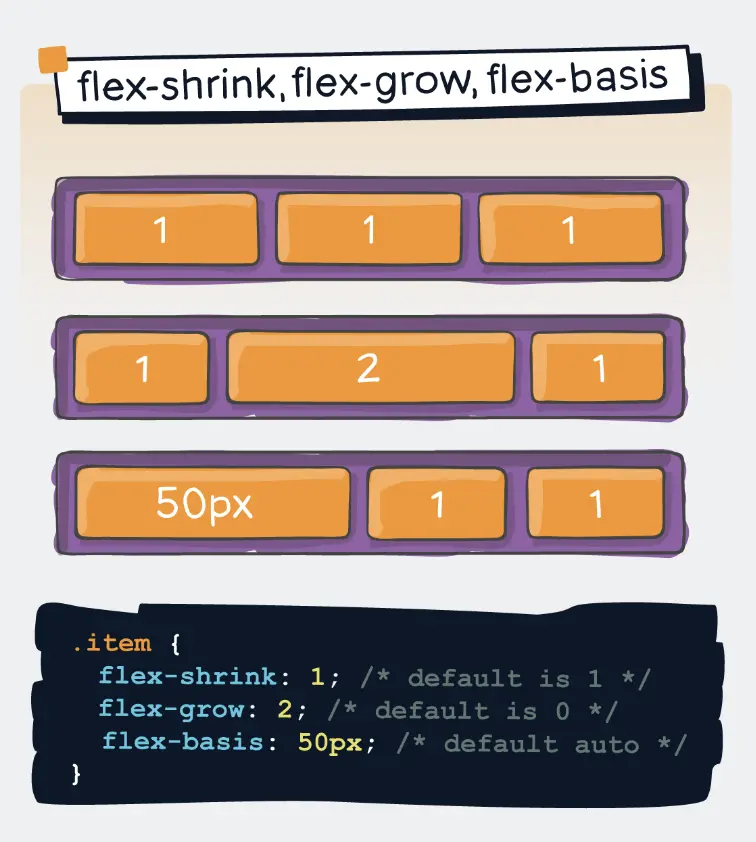 flex-shrink, flex-grow, flex-basis
1 1 1
1 2 1
50px 1 1
.item {
flex-shrink: 1; /* default is 1 */
flex-grow: 2; /* default is 0 */
flex-basis: 50px; /* default auto */
}